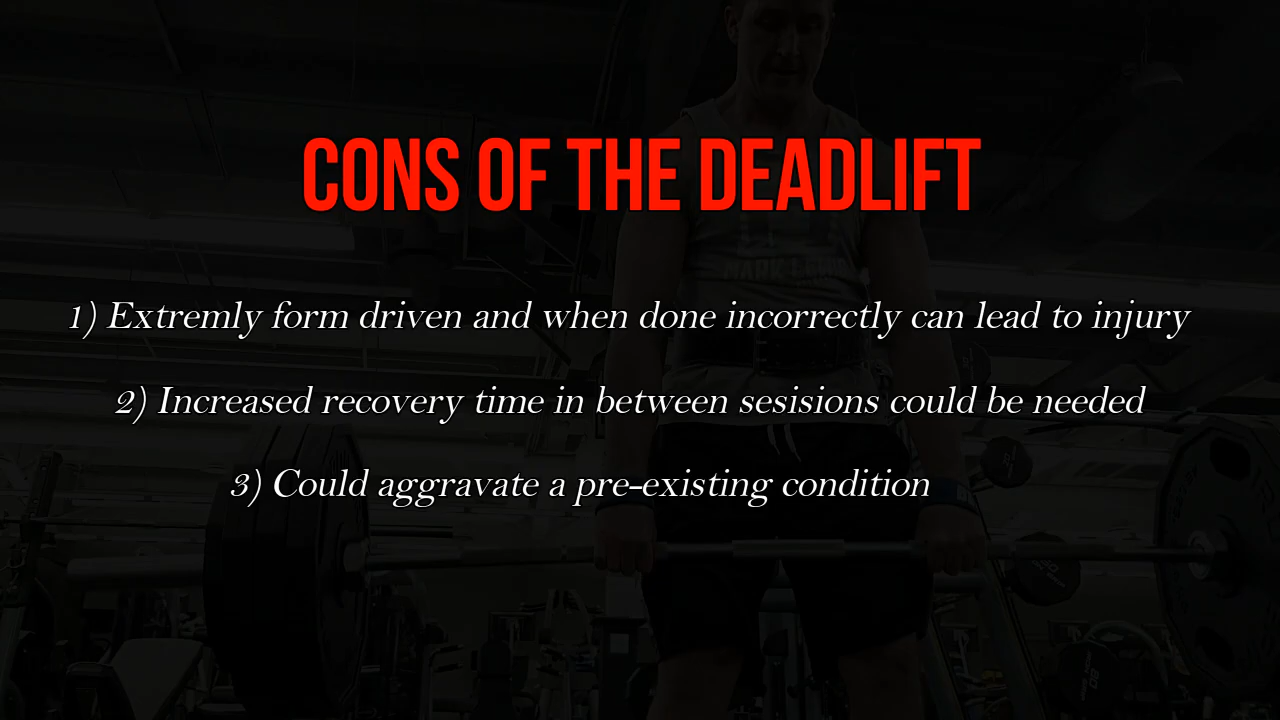 CONS OF THE DEADLIFT
1) Extremly form driven and when done incorrectly can lead to injury
2) Increased recovery time in between sesisions could be needed
3) Could aggravate a pre-existing condition